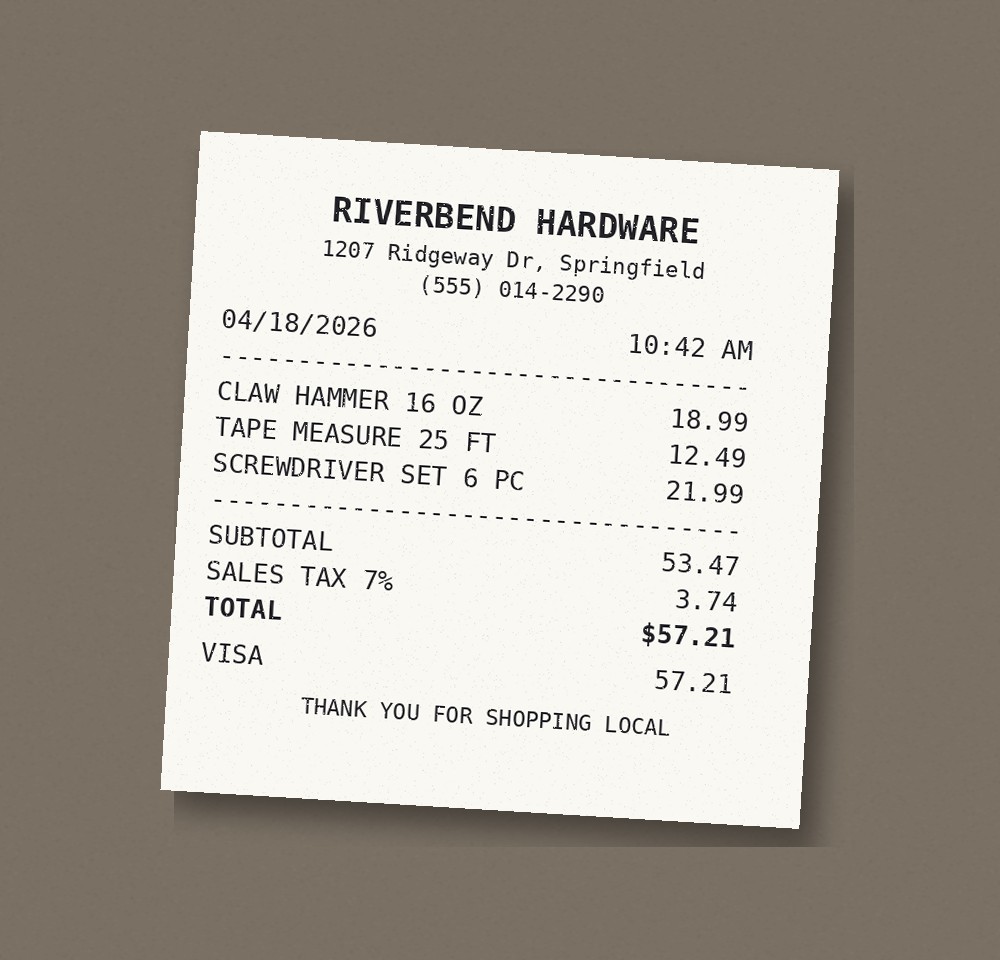 RIVERBEND HARDWARE
1207 Ridgeway Dr, Springfield
(555) 014-2290
04/18/2026 10:42 AM
----------------------------------
CLAW HAMMER 16 OZ 18.99
TAPE MEASURE 25 FT 12.49
SCREWDRIVER SET 6 PC 21.99
----------------------------------
SUBTOTAL 53.47
SALES TAX 7% 3.74
TOTAL $57.21
VISA 57.21
THANK YOU FOR SHOPPING LOCAL